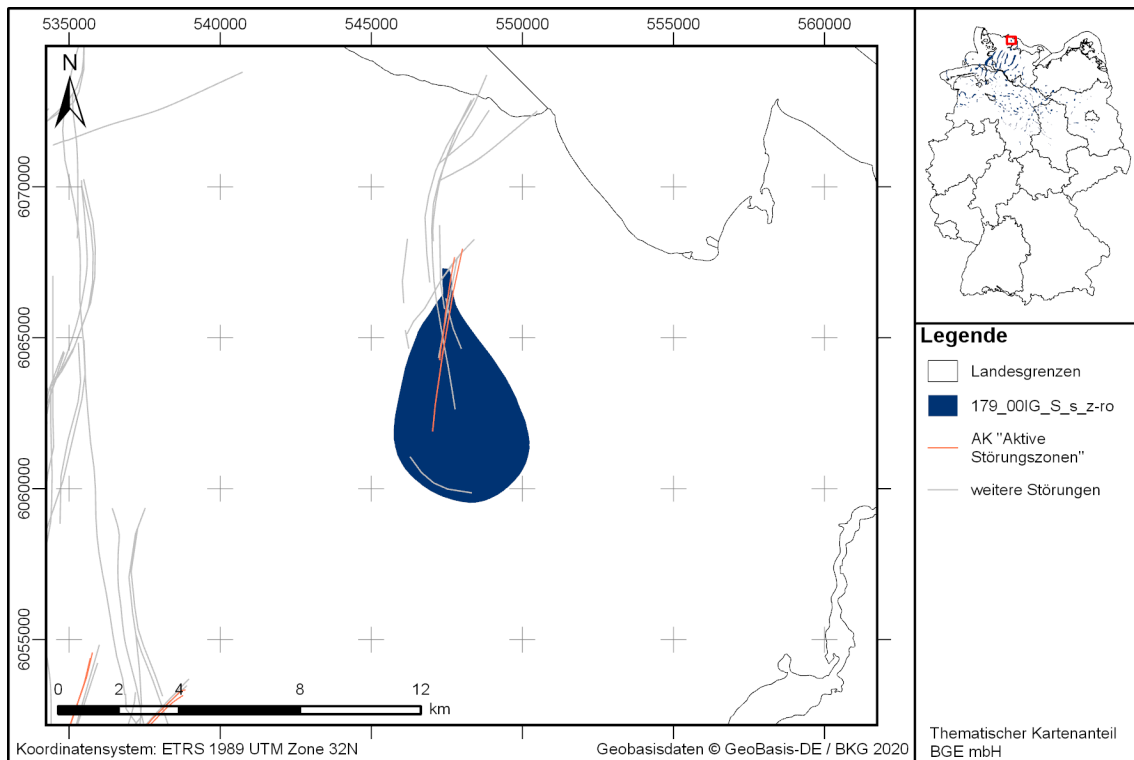 535000 540000 545000 550000 555000 560000
N
6070000
6065000
6060000
6055000
0 2 4 8 12
km
Koordinatensystem: ETRS 1989 UTM Zone 32N
Geobasisdaten © GeoBasis-DE / BKG 2020
Legende
Landesgrenzen
179_00IG_S_s_z-ro
AK "Aktive
Störungszonen"
weitere Störungen
Thematischer Kartenanteil
BGE mbH